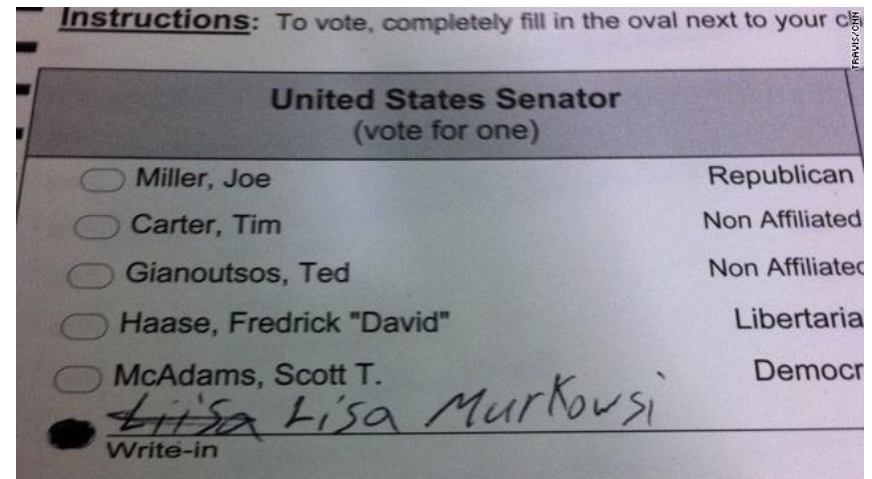 Instructions: To vote, completely fill in the oval next to your c
TRAVIS/CNN
United States Senator
(vote for one)
Miller, Joe Republican
Carter, Tim Non Affiliated
Gianoutsos, Ted Non Affiliated
Haase, Fredrick "David" Libertaria
McAdams, Scott T. Democr
Liisa Lisa Murkowsi
Write-in